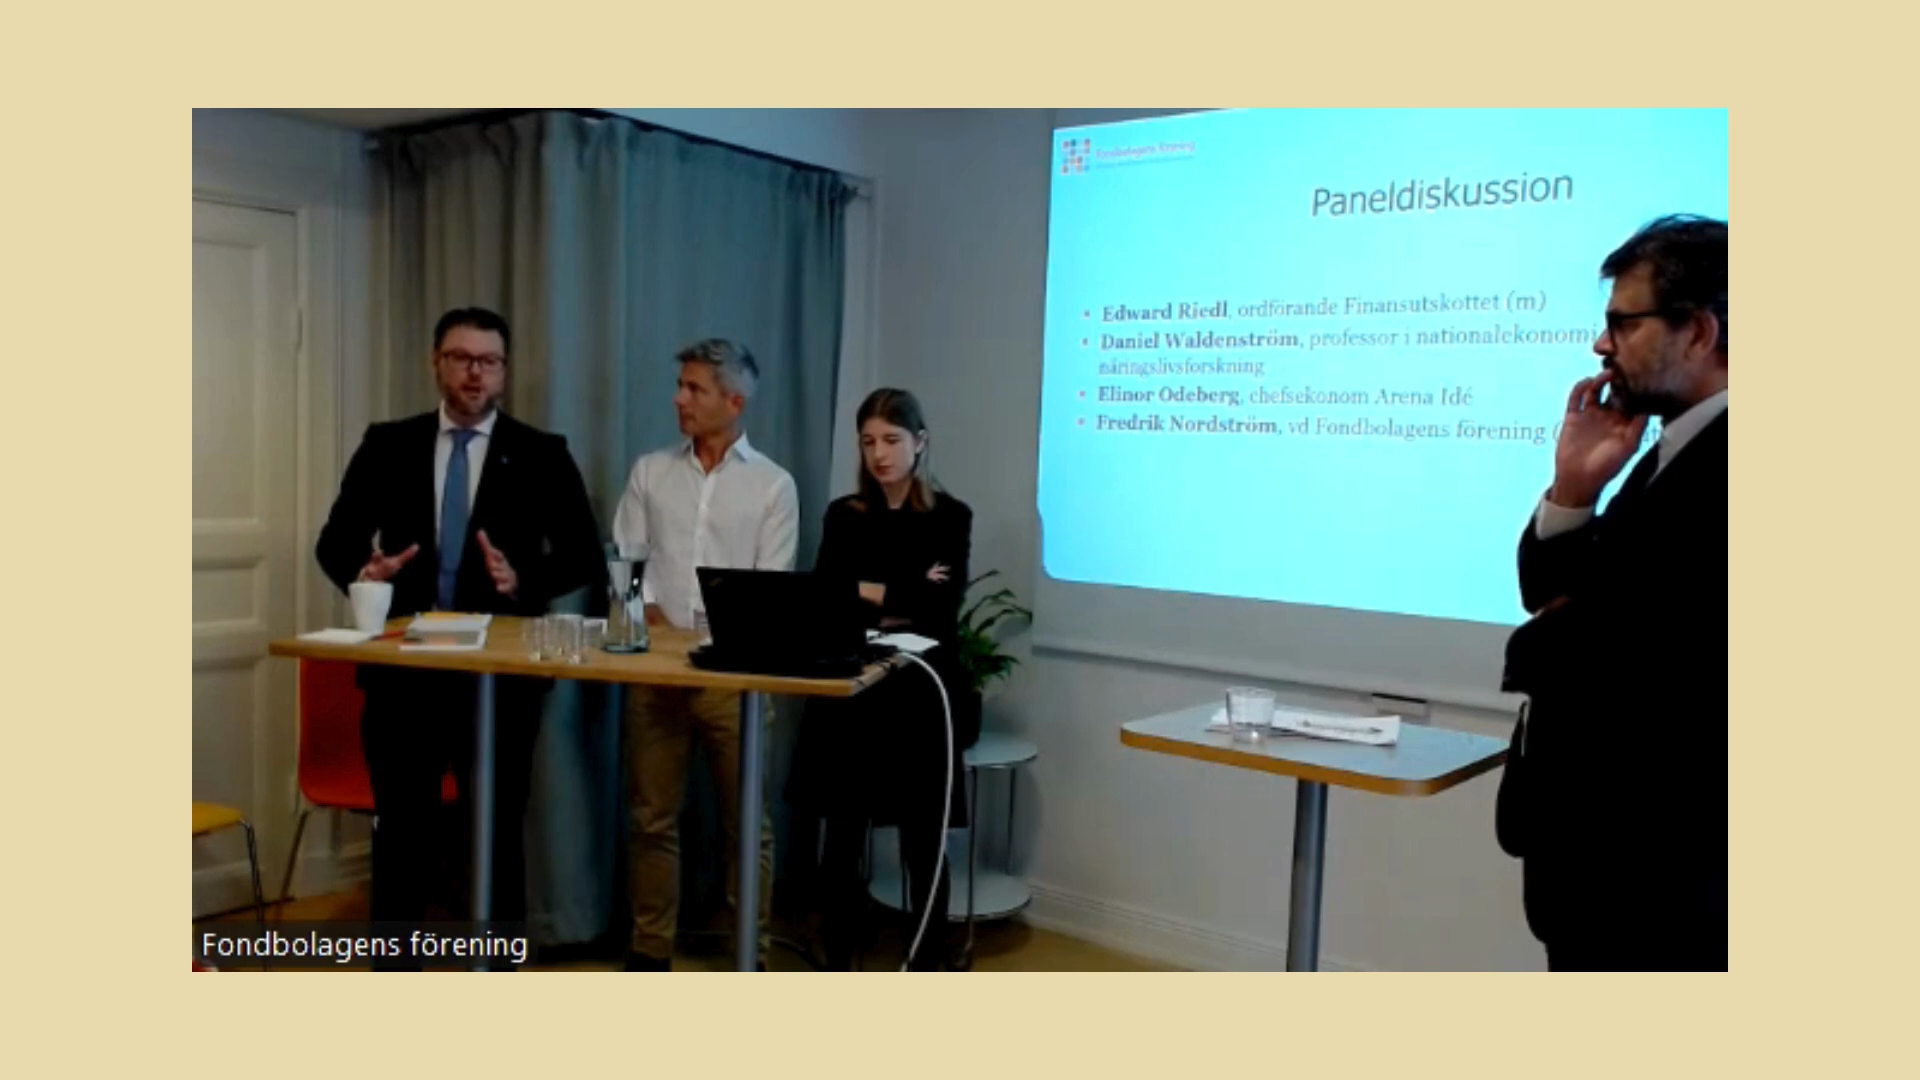 Fondbolagens förening
Paneldiskussion
• Edward Riedl, ordförande Finansutskottet (m)
• Daniel Waldenström, professor i nationalekonomi
näringslivsforskning
• Elinor Odeberg, chefsekonom Arena Idé
• Fredrik Nordström, vd Fondbolagens förening (
Fondbolagens förening